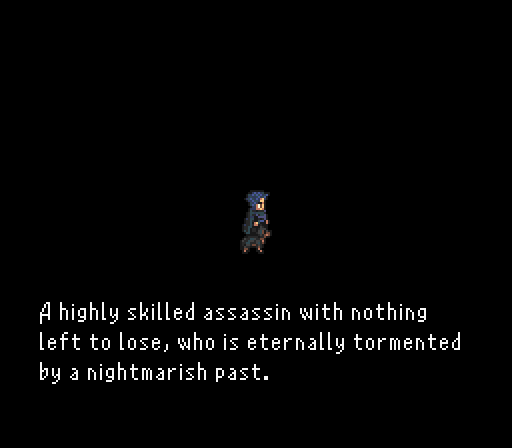 A highly skilled assassin with nothing
left to lose, who is eternally tormented
by a nightmarish past.